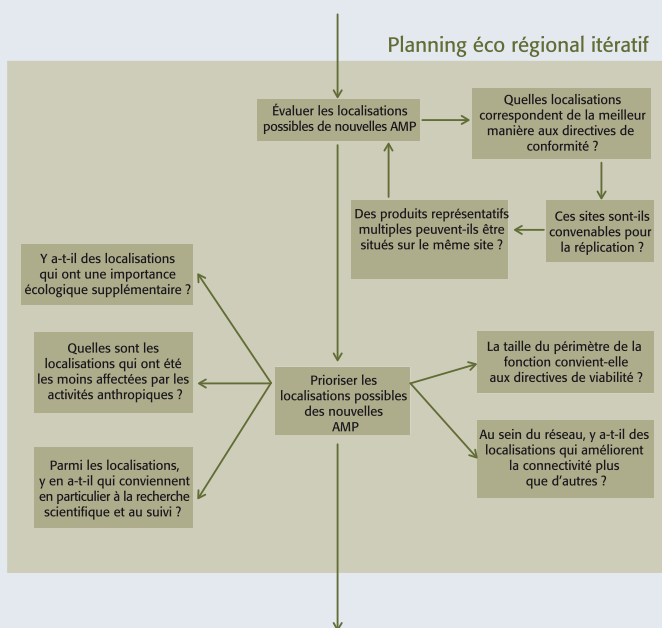 Planning éco régional itératif
Évaluer les localisations
possibles de nouvelles AMP
Quelles localisations
correspondent de la meilleur
manière aux directives de
conformité ?
Ces sites sont-ils
convenables pour
la réplication ?
Des produits représentatifs
multiples peuvent-ils être
situés sur le même site ?
Y a-t-il des localisations
qui ont une importance
écologique supplémentaire ?
Quelles sont les
localisations qui ont été
les moins affectées par les
activités anthropiques ?
Parmi les localisations,
y en a-t-il qui conviennent
en particulier à la recherche
scientifique et au suivi ?
Prioriser les
localisations possibles
des nouvelles
AMP
La taille du périmètre de la
fonction convient-elle
aux directives de viabilité ?
Au sein du réseau, y a-t-il des
localisations qui améliorent
la connectivité plus
que d'autres ?